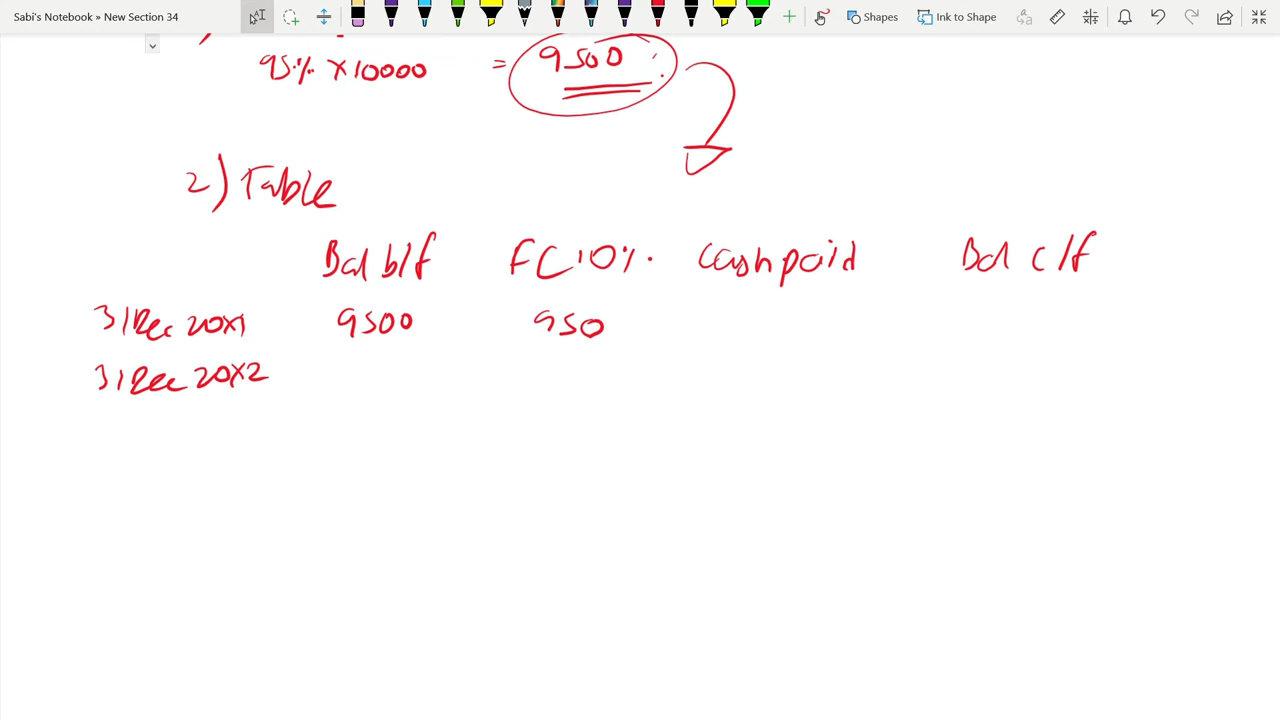 Sabi's Notebook » New Section 34
Shapes
Ink to Shape
95% X 10000 = 9500
2) Table
Bal b/f FC 10% Cash paid Bal c/f
31 Dec 20X1 9500 950
31 Dec 20X2